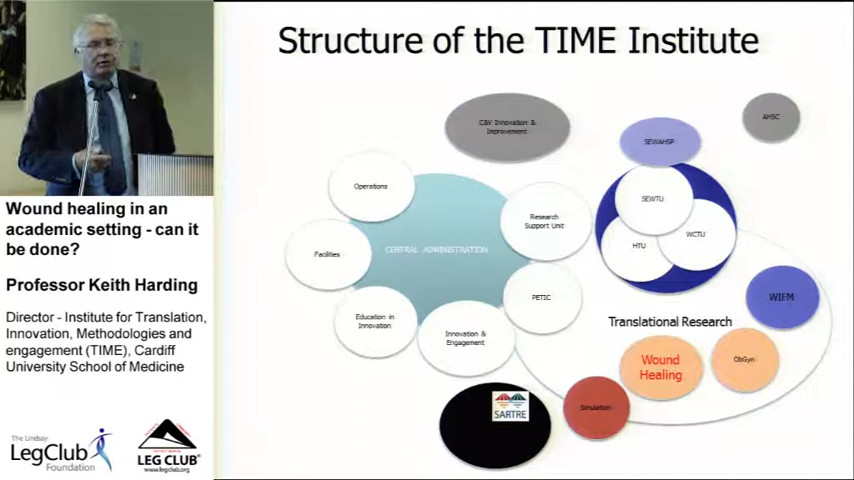 Structure of the TIME Institute
C&V Innovation &
Improvement
AHSC
SEWAHSP
Operations
SEWTU
Research
Support Unit
HTU
WCTU
CENTRAL ADMINISTRATION
Facilities
PETIC
WIFM
Education in
Innovation
Innovation &
Engagement
Translational Research
Wound
Healing
ObGyn
Simulation
SARTRE
Wound healing in an
academic setting - can it
be done?
Professor Keith Harding
Director - Institute for Translation,
Innovation, Methodologies and
engagement (TIME), Cardiff
University School of Medicine
The Lindsay
LegClub
Foundation
LEG CLUB®
www.legclub.org